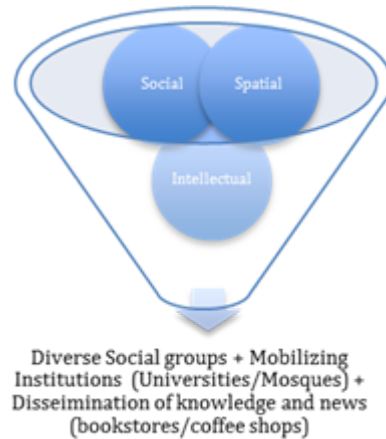 Social
Spatial
Intellectual
Diverse Social groups + Mobilizing
Institutions (Universities/Mosques) +
Disseimination of knowledge and news
(bookstores/coffee shops)